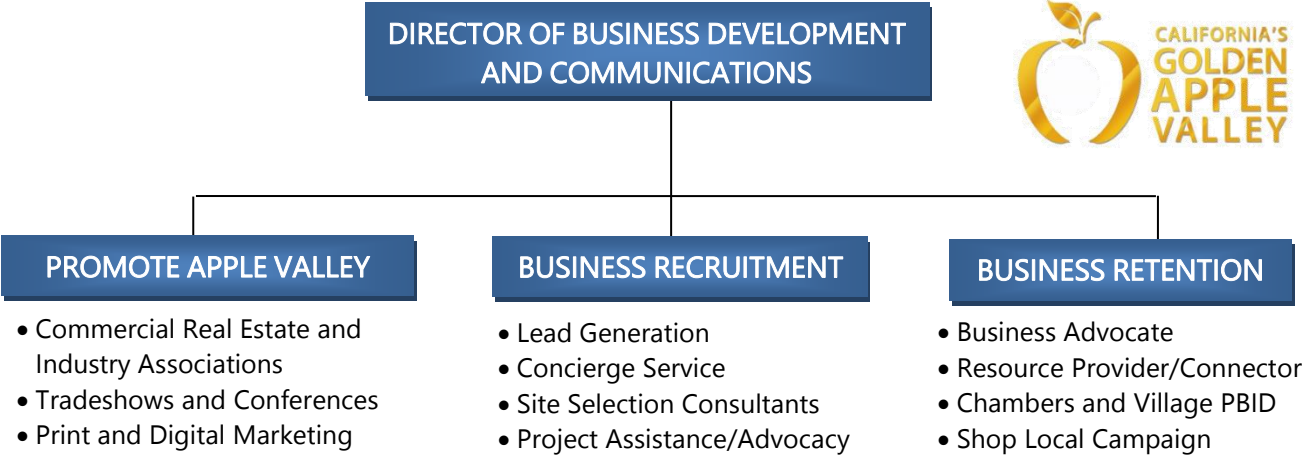 DIRECTOR OF BUSINESS DEVELOPMENT
AND COMMUNICATIONS
CALIFORNIA'S
GOLDEN
APPLE
VALLEY
PROMOTE APPLE VALLEY
• Commercial Real Estate and
Industry Associations
• Tradeshows and Conferences
• Print and Digital Marketing
BUSINESS RECRUITMENT
• Lead Generation
• Concierge Service
• Site Selection Consultants
• Project Assistance/Advocacy
BUSINESS RETENTION
• Business Advocate
• Resource Provider/Connector
• Chambers and Village PBID
• Shop Local Campaign